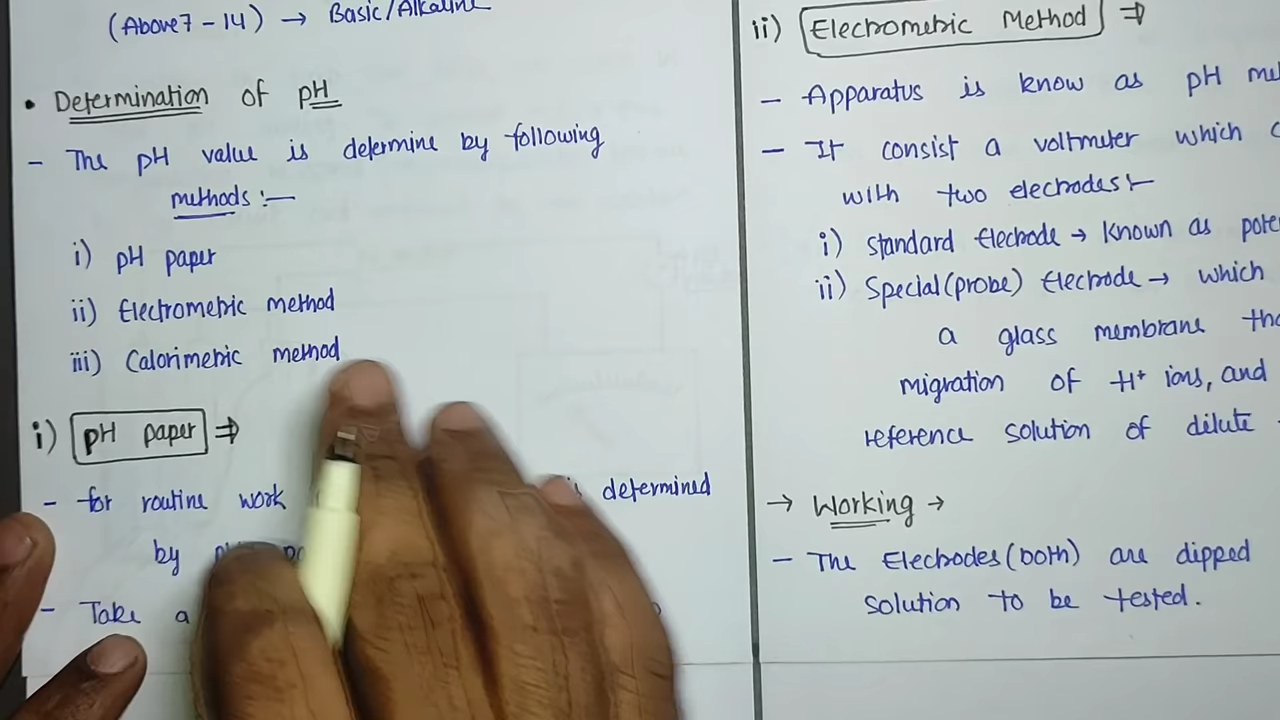 (Above 7 - 14) → Basic/Alkaline
• Determination of pH
- The pH value is determine by following
methods :-
i) pH paper
ii) Electrometric method
iii) Calorimetric method
i) pH paper ⇒
- for routine work is determined
by
- Take a
ii) Elecrometric Method ⇒
- Apparatus is know as pH
- It consist a voltmeter which
with two electrodes :-
i) Standard Electrode → Known as
ii) Special (probe) Electrode → which
a glass membrane
migration of H+ ions, and
reference solution of dilute
→ Working →
- The Electrodes (both) are dipped
solution to be tested.